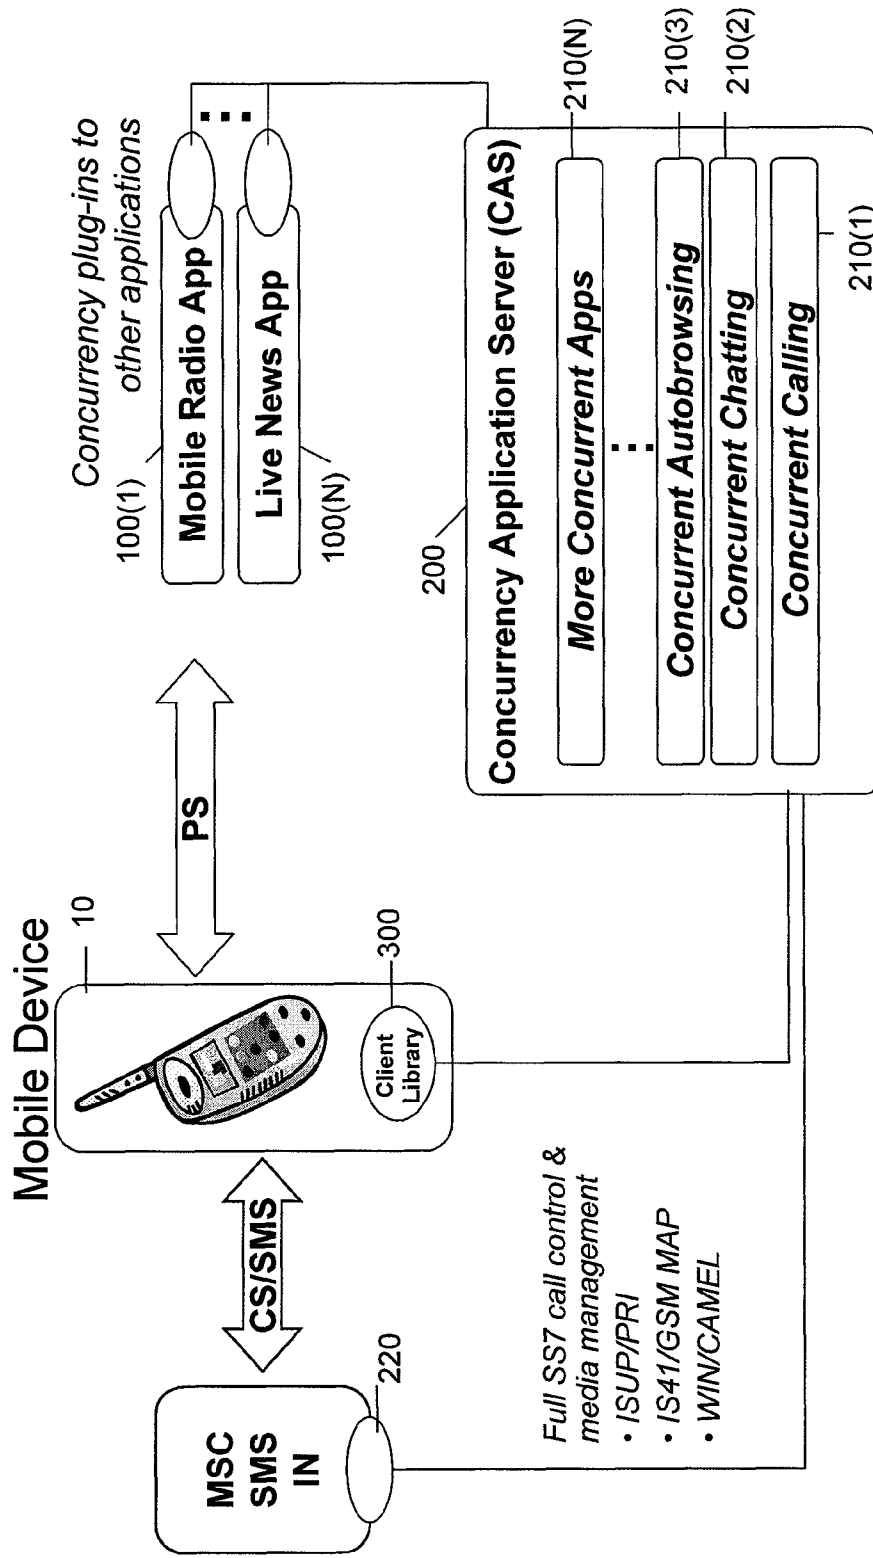 Mobile Device
10
MSC
SMS
IN
220
CS/SMS
Client
Library
300
PS
Concurrency plug-ins to
other applications
100(1)
Mobile Radio App
Live News App
100(N)
Full SS7 call control &
media management
• ISUP/PRI
• IS41/GSM MAP
• WIN/CAMEL
200
Concurrency Application Server (CAS)
More Concurrent Apps
210(N)
Concurrent Autobrowsing
210(3)
Concurrent Chatting
210(2)
Concurrent Calling
210(1)